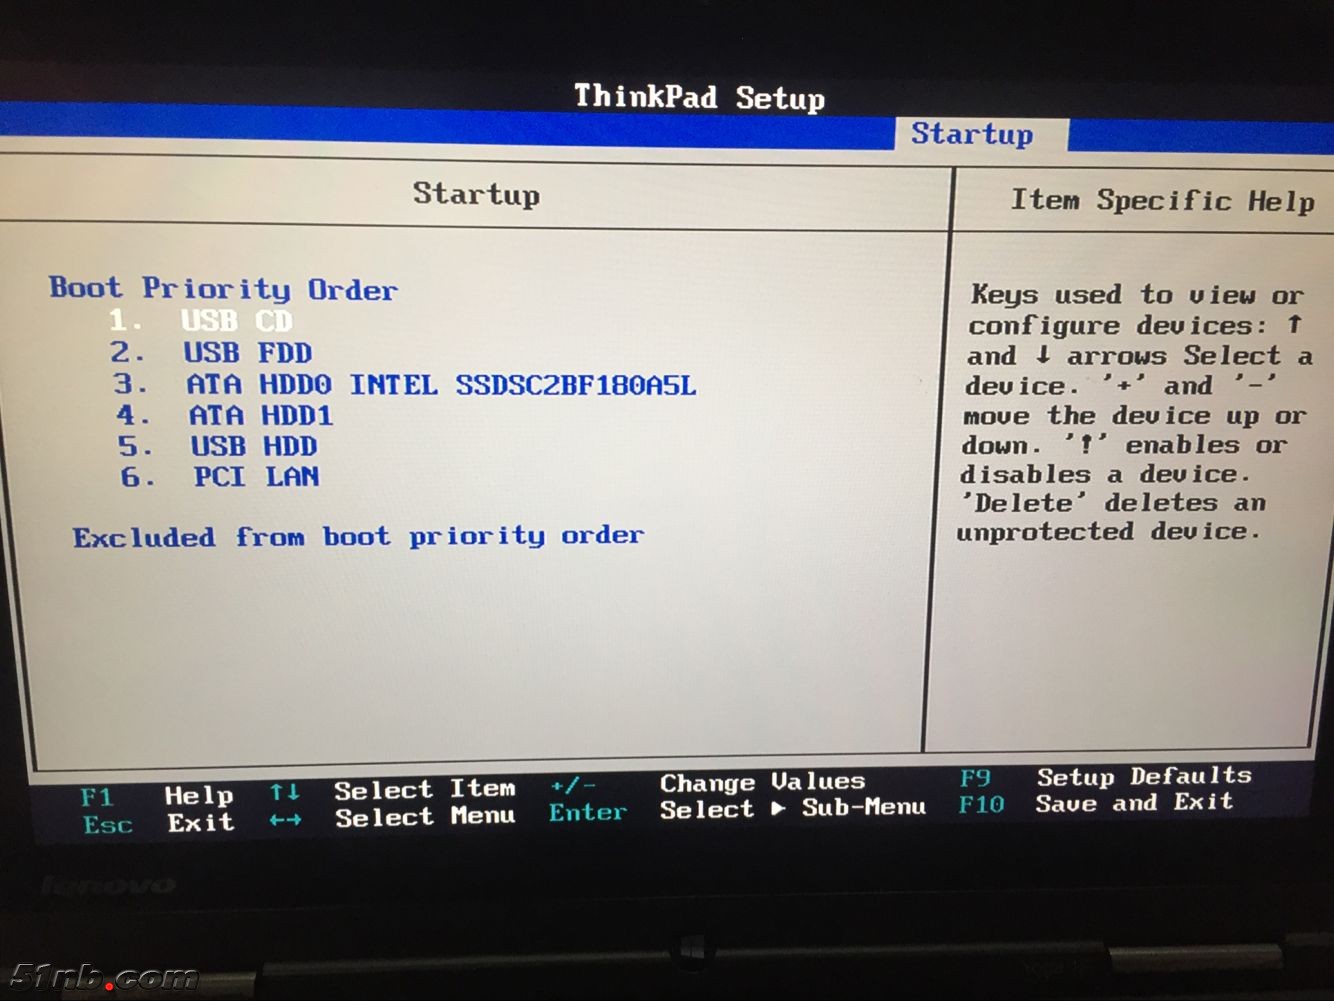 ThinkPad Setup
Startup
Startup
Item Specific Help
Boot Priority Order
1. USB CD
2. USB FDD
3. ATA HDD0 INTEL SSDSC2BF180A5L
4. ATA HDD1
5. USB HDD
6. PCI LAN
Excluded from boot priority order
Keys used to view or
configure devices: ↑
and ↓ arrows Select a
device. '+' and '-'
move the device up or
down. '!' enables or
disables a device.
'Delete' deletes an
unprotected device.
F1 Help ↑↓ Select Item +/- Change Values F9 Setup Defaults
Esc Exit ←→ Select Menu Enter Select ▶ Sub-Menu F10 Save and Exit
lenovo
51nb.com